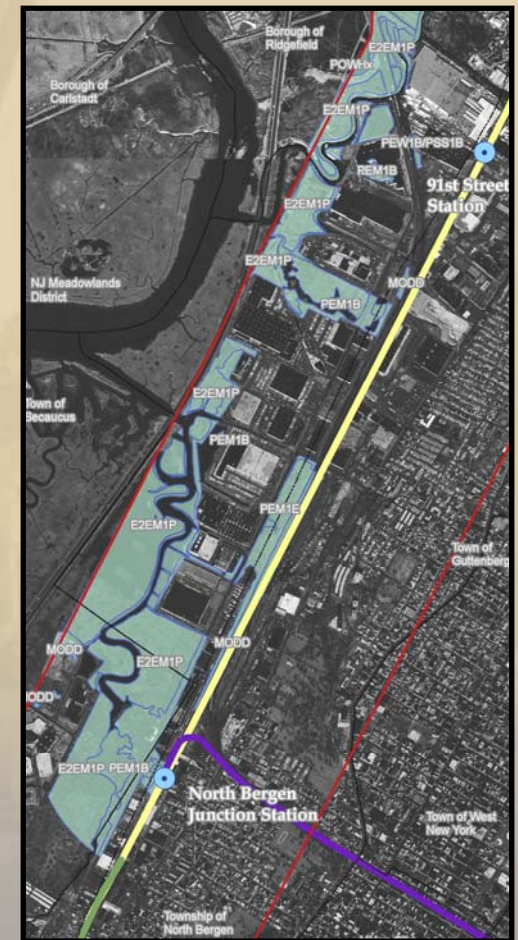 Borough of
Ridgefield
E2EM1P
POWHx
Borough of
Carlstadt
E2EM1P
PEW1B/PSS1B
PEM1B
91st Street
Station
E2EM1P
E2EM1P
NJ Meadowlands
District
MODD
PEM1B
E2EM1P
Town of
Secaucus
PEM1B
PEM1E
E2EM1P
Town of
Guttenberg
MODD
MODD
E2EM1P
ODD
E2EM1P
PEM1B
North Bergen
Junction Station
Town of West
New York
Township of
North Bergen